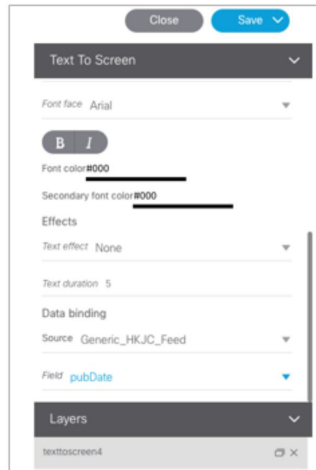 Close Save
Text To Screen
Font face Arial
B I
Font color#000
Secondary font color#000
Effects
Text effect None
Text duration 5
Data binding
Source Generic_HKJC_Feed
Field pubDate
Layers
texttoscreen4